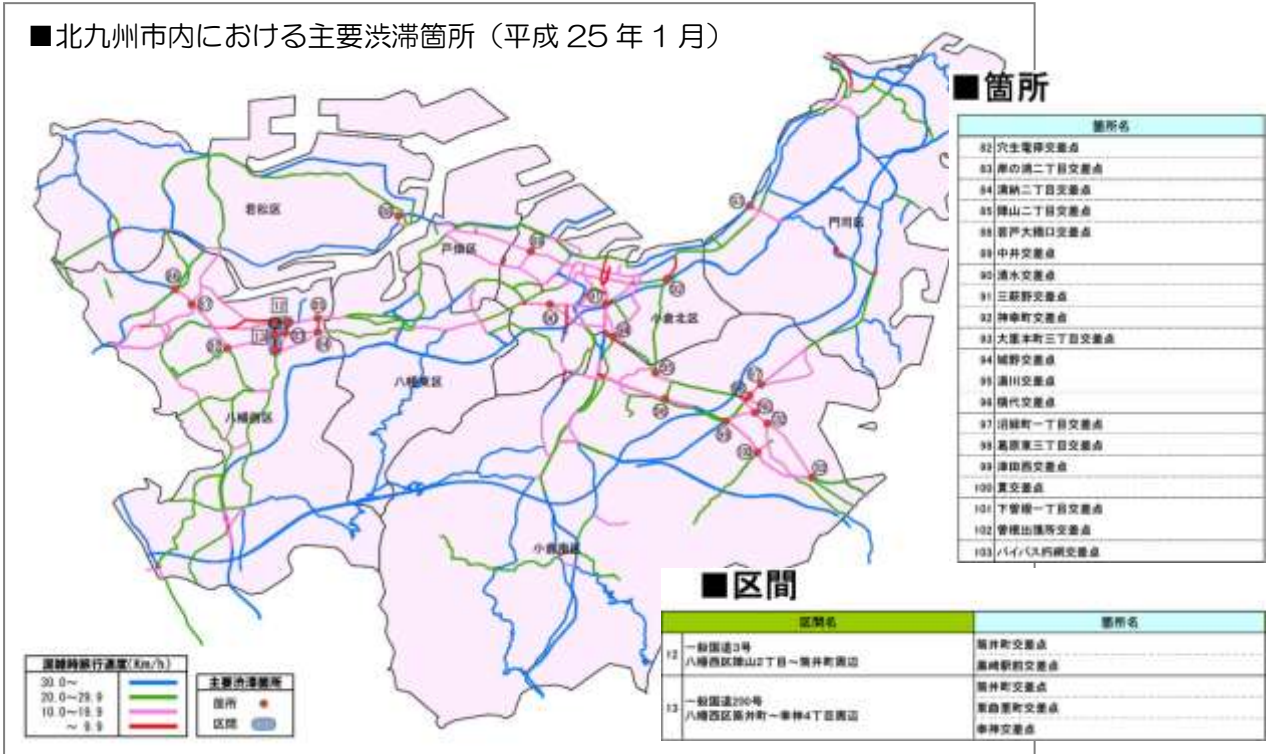 ■北九州市内における主要渋滞箇所（平成 25 年 1 月）
■箇所
箇所名
82 穴生電停交差点
83 岸の浦二丁目交差点
84 清納二丁目交差点
85 陣山二丁目交差点
88 若戸大橋口交差点
89 中井交差点
90 清水交差点
91 三萩野交差点
92 神幸町交差点
93 大里本町三丁目交差点
94 城野交差点
95 湯川交差点
96 横代交差点
97 沼緑町一丁目交差点
98 葛原東三丁目交差点
99 津田西交差点
100 貫交差点
101 下曽根一丁目交差点
102 曽根出張所交差点
103 バイパス朽網交差点
若松区
戸畑区
門司区
小倉北区
八幡東区
八幡西区
小倉南区
■区間
区間名 箇所名
12 一般国道3号
八幡西区陣山2丁目～筒井町周辺
筒井町交差点
黒崎駅前交差点
13 一般国道200号
八幡西区筒井町～幸神4丁目周辺
筒井町交差点
東曲里町交差点
幸神交差点
混雑時旅行速度(Km/h)
30.0～
20.0～29.9
10.0～19.9
～ 9.9
主要渋滞箇所
箇所
区間